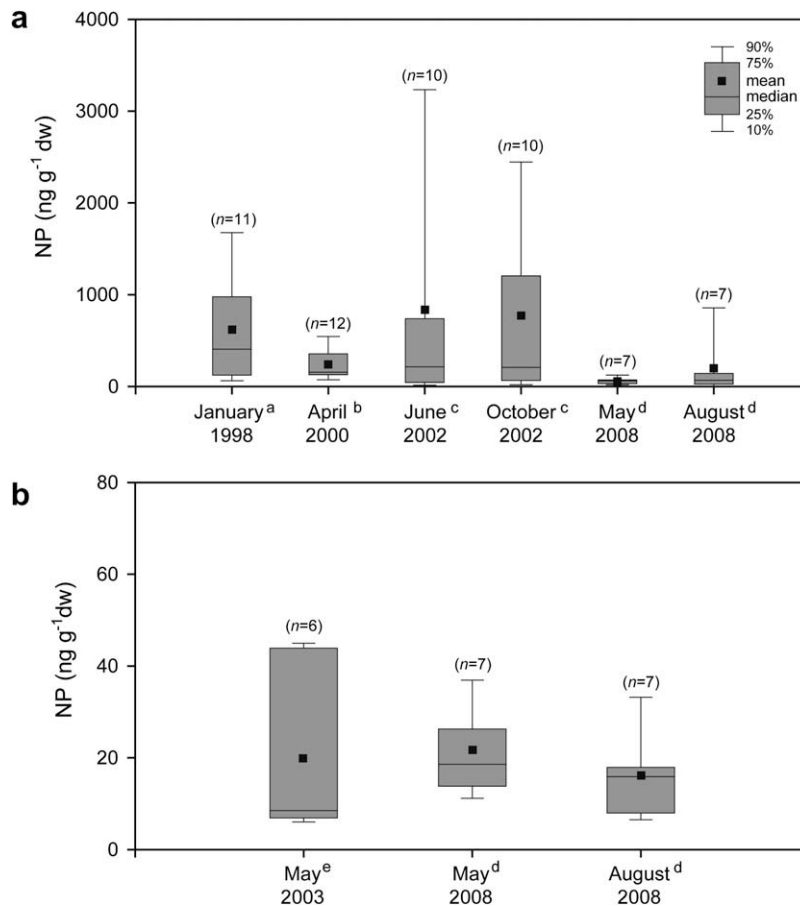 a
4000
3000
2000
1000
0
NP (ng g⁻¹ dw)
(n=11)
(n=12)
(n=10)
(n=10)
(n=7)
(n=7)
90%
75%
mean
median
25%
10%
January ᵃ April ᵇ June ᶜ October ᶜ May ᵈ August ᵈ
1998 2000 2002 2002 2008 2008
b
80
60
40
20
0
NP (ng g⁻¹dw)
(n=6)
(n=7)
(n=7)
Mayᵉ Mayᵈ August ᵈ
2003 2008 2008